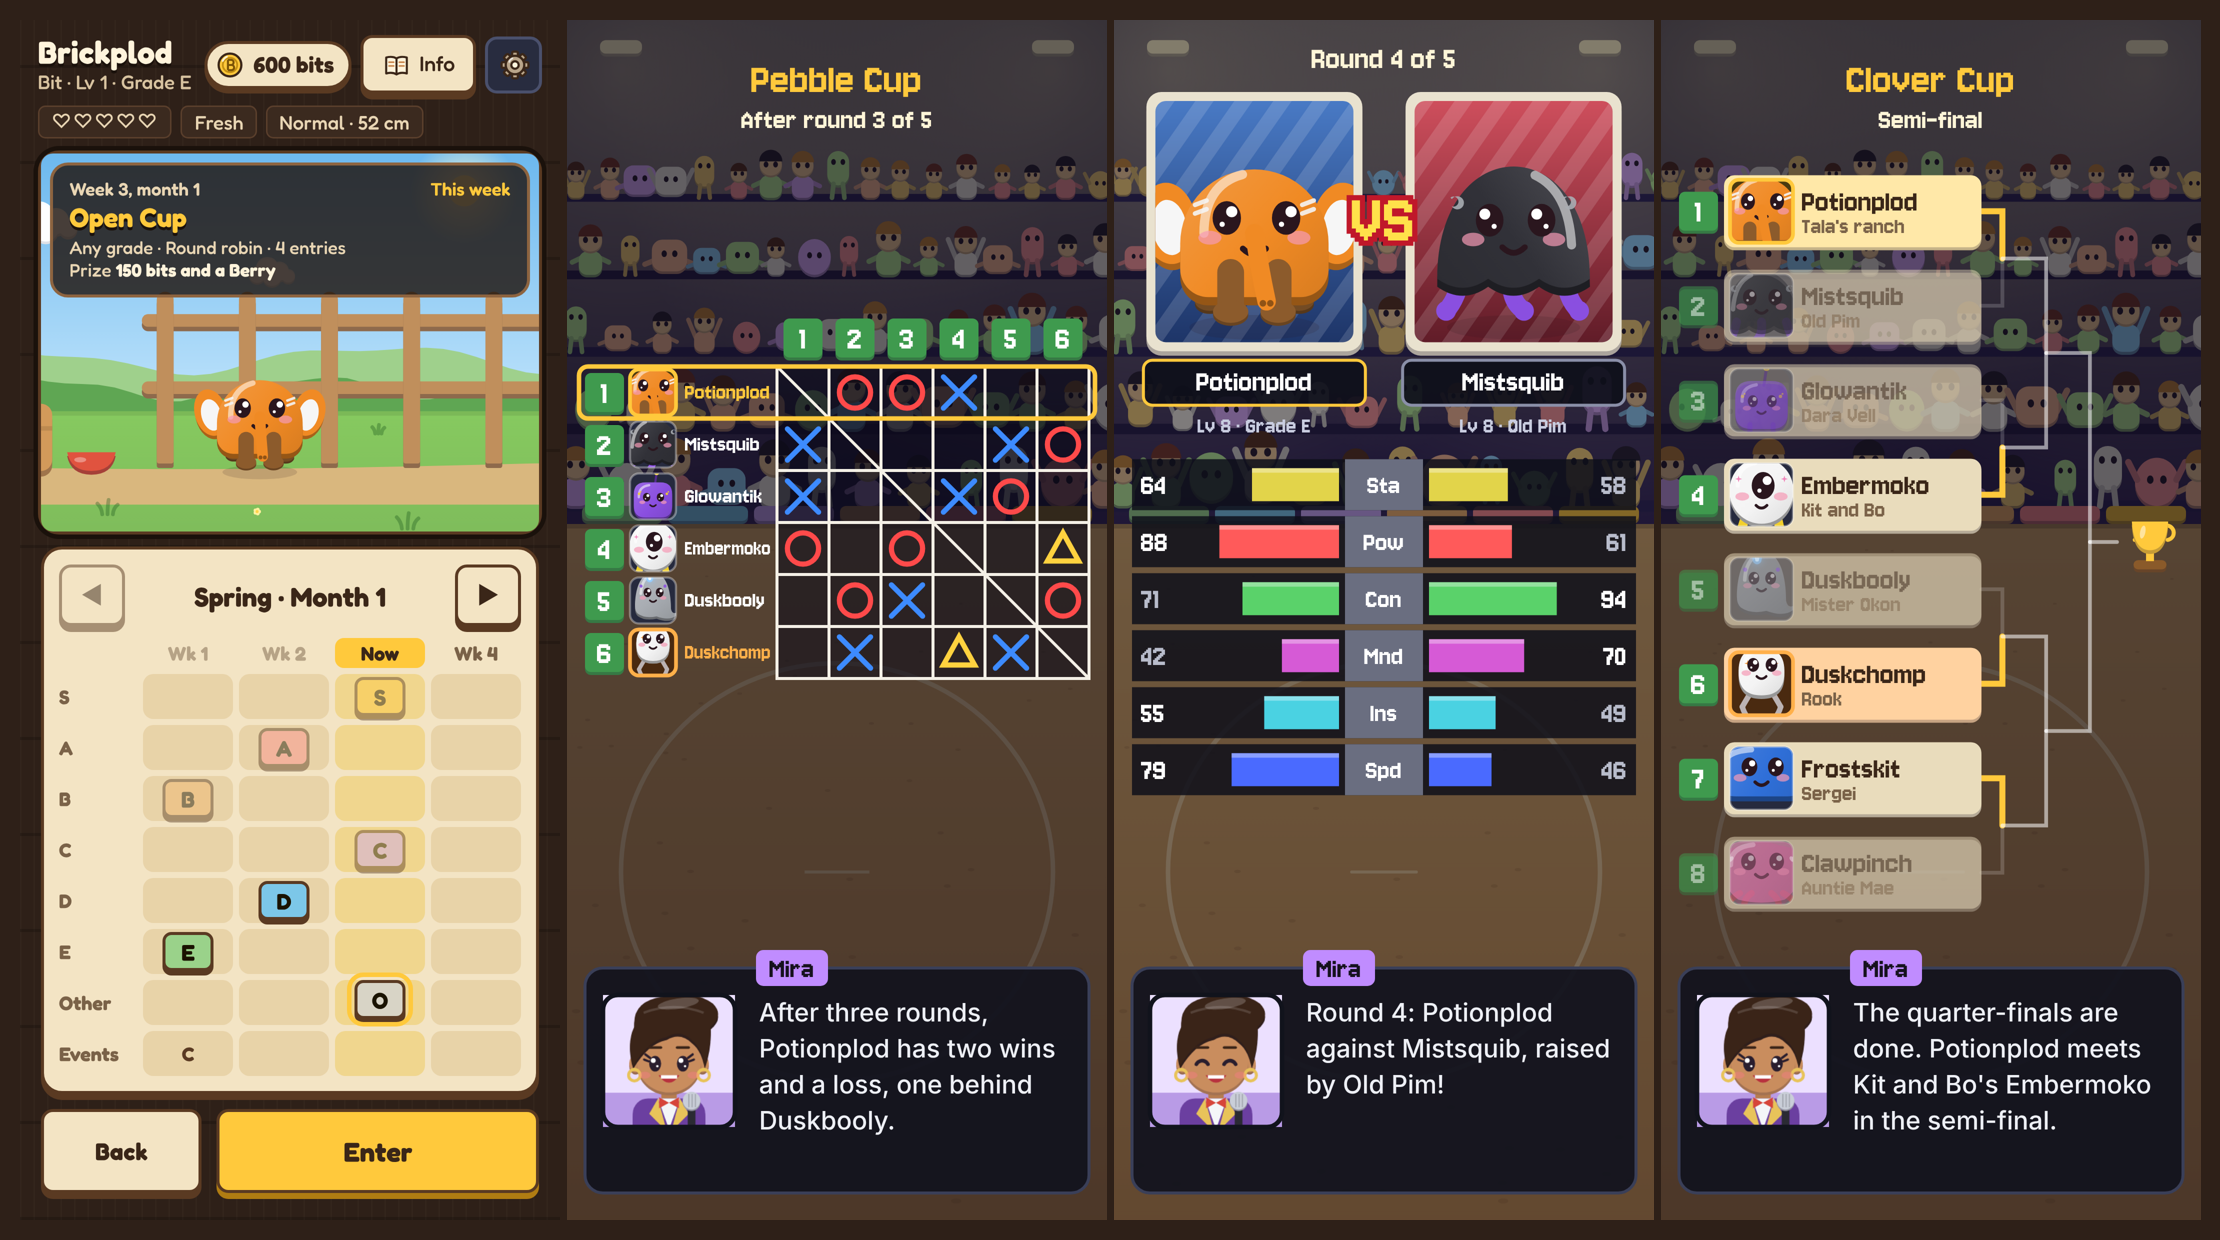 Brickplod
Bit · Lv 1 · Grade E
600 bits
Info
Fresh
Normal · 52 cm
Week 3, month 1
This week
Open Cup
Any grade · Round robin · 4 entries
Prize 150 bits and a Berry
Spring · Month 1
Wk 1
Wk 2
Now
Wk 4
S
S
A
A
B
B
C
C
D
D
E
E
Other
O
Events
C
Back
Enter
Pebble Cup
After round 3 of 5
1 2 3 4 5 6
1 Potionplod
2 Mistsquib
3 Glowantik
4 Embermoko
5 Duskbooly
6 Duskchomp
Mira
After three rounds,
Potionplod has two wins
and a loss, one behind
Duskbooly.
Round 4 of 5
VS
Potionplod
Mistsquib
Lv 8 · Grade E
Lv 8 · Old Pim
64 Sta 58
88 Pow 61
71 Con 94
42 Mnd 70
55 Ins 49
79 Spd 46
Mira
Round 4: Potionplod
against Mistsquib, raised
by Old Pim!
Clover Cup
Semi-final
1
Potionplod
Tala's ranch
2
Mistsquib
Old Pim
3
Glowantik
Dara Vell
4
Embermoko
Kit and Bo
5
Duskbooly
Mister Okon
6
Duskchomp
Rook
7
Frostskit
Sergei
8
Clawpinch
Auntie Mae
Mira
The quarter-finals are
done. Potionplod meets
Kit and Bo's Embermoko
in the semi-final.